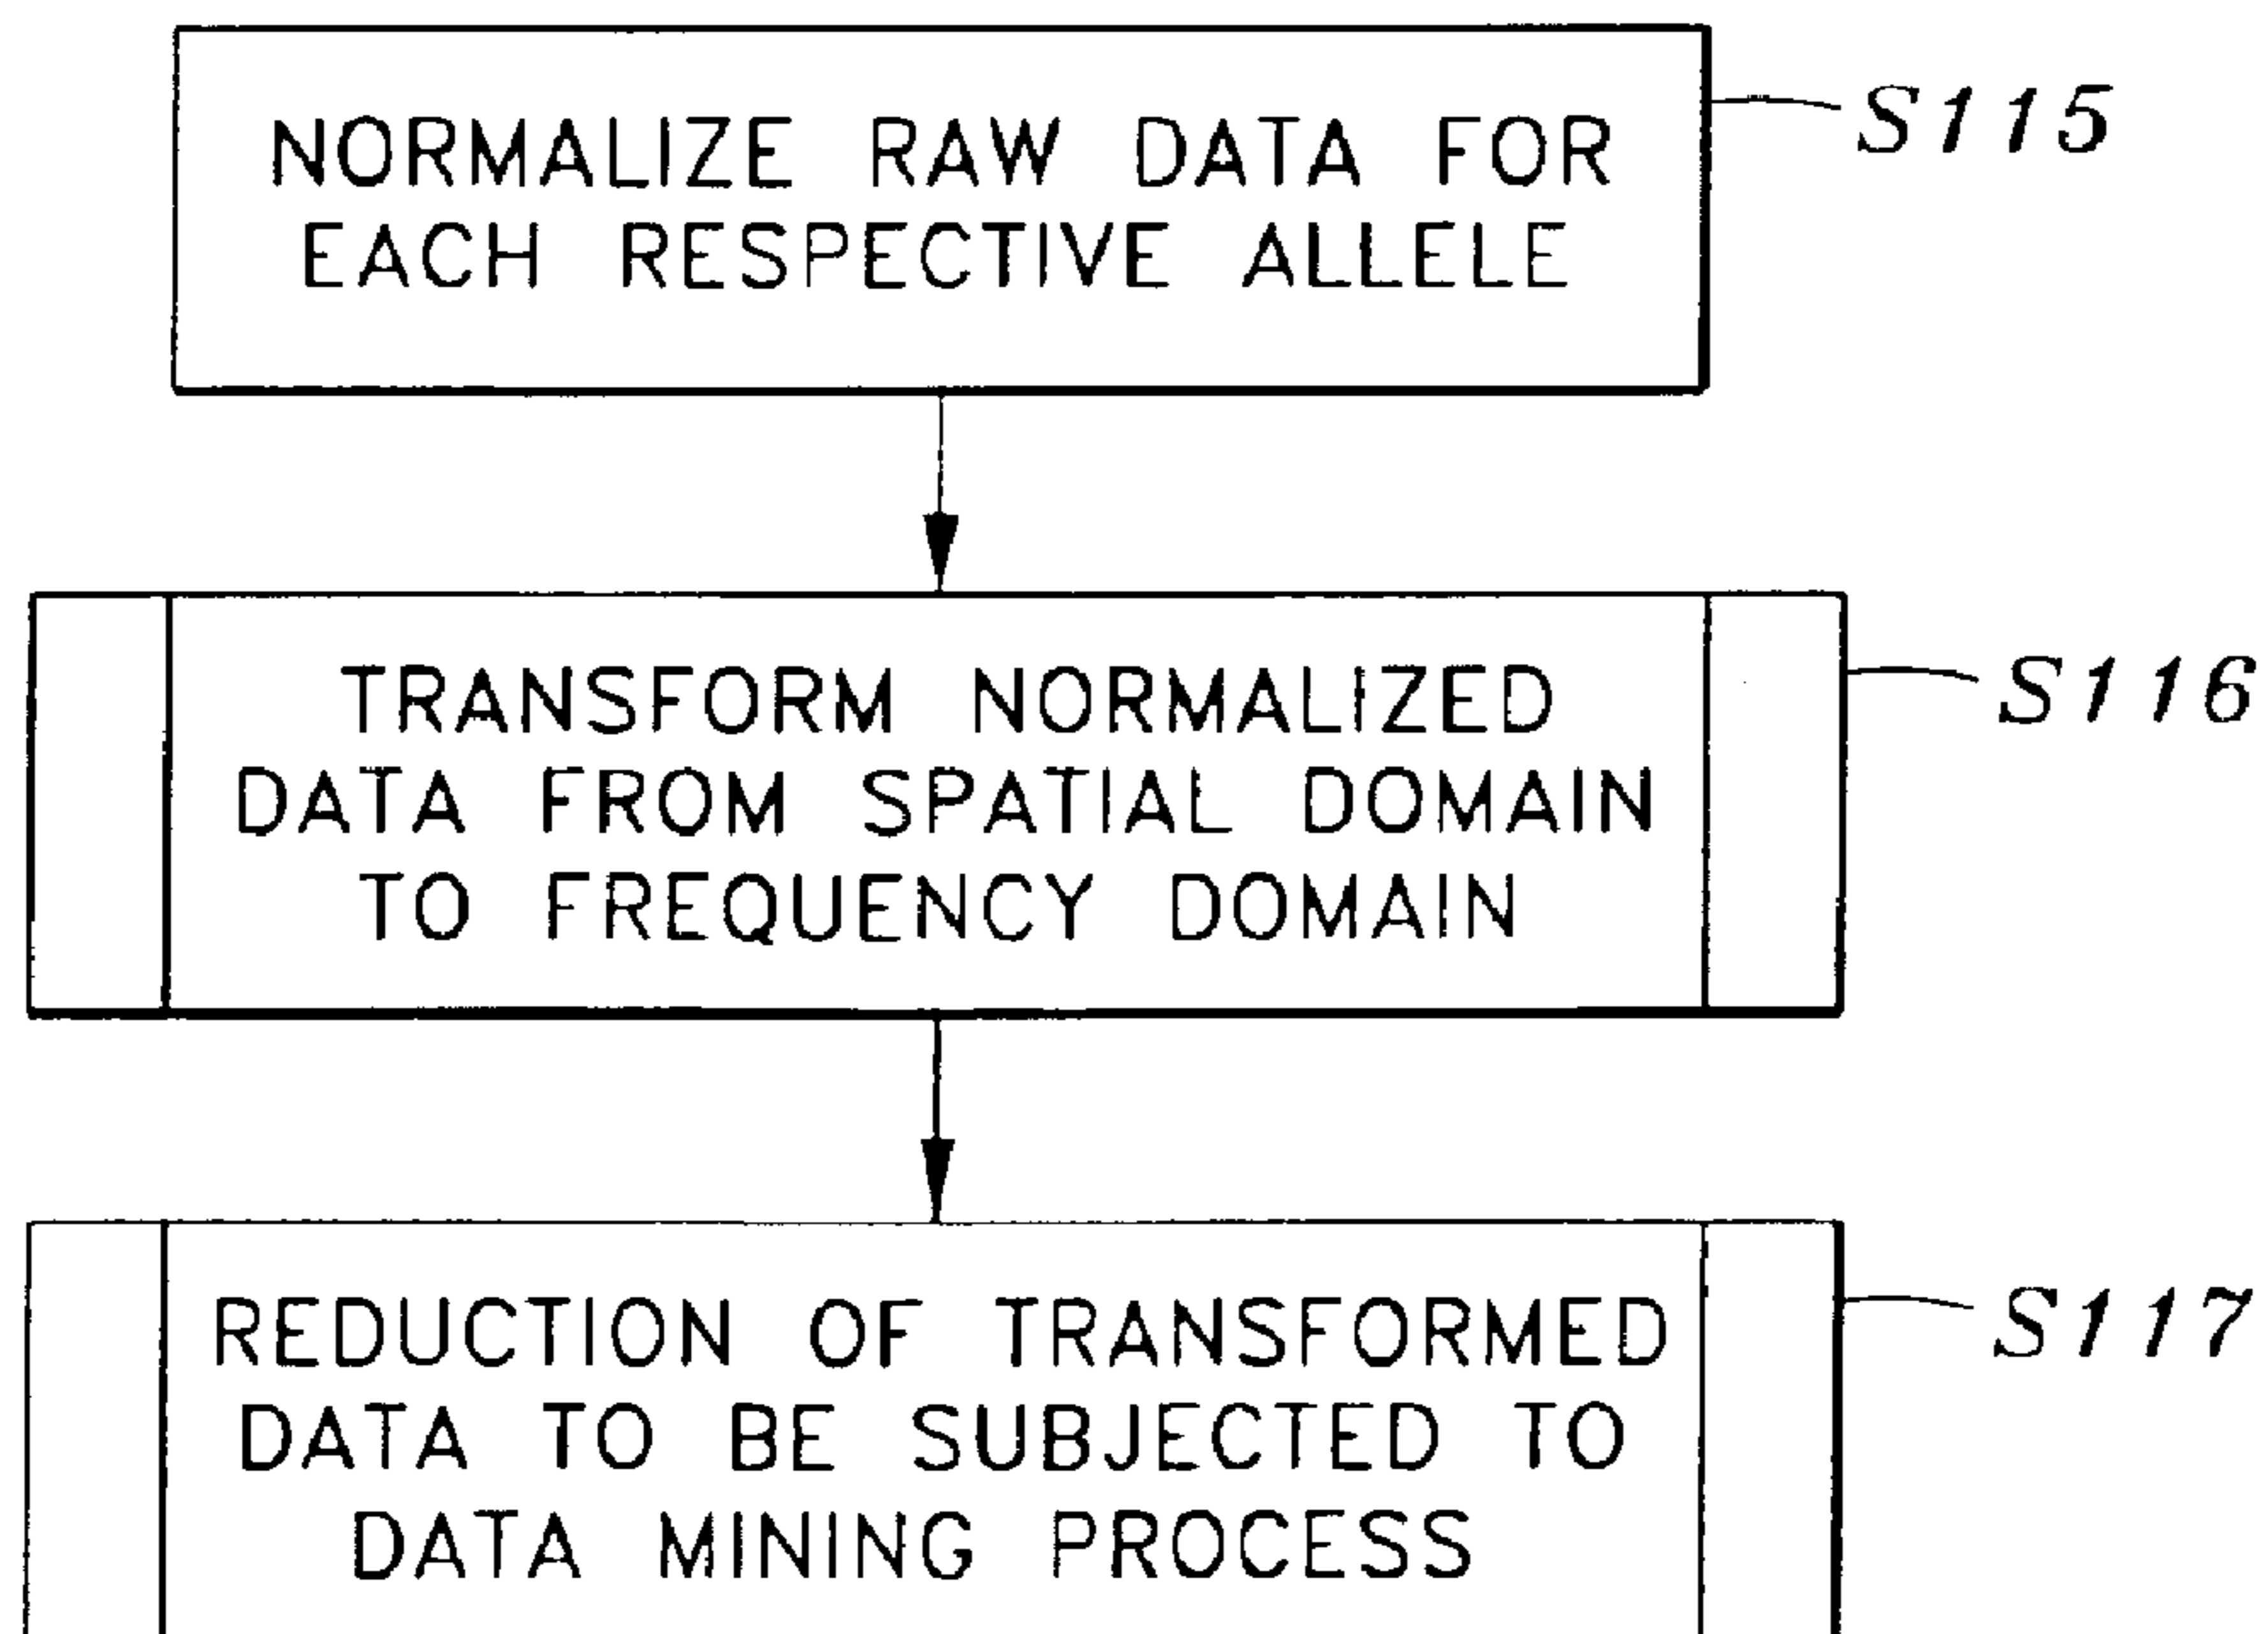 NORMALIZE RAW DATA FOR
EACH RESPECTIVE ALLELE
S115
TRANSFORM NORMALIZED
DATA FROM SPATIAL DOMAIN
TO FREQUENCY DOMAIN
S116
REDUCTION OF TRANSFORMED
DATA TO BE SUBJECTED TO
DATA MINING PROCESS
S117